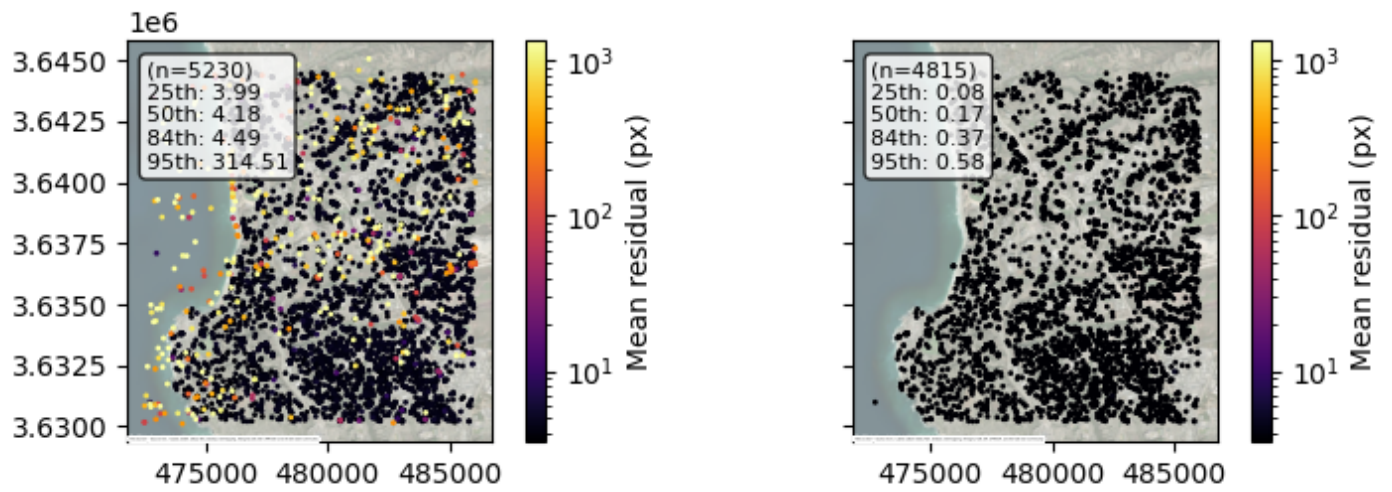 1e6
3.6450
3.6425
3.6400
3.6375
3.6350
3.6325
3.6300
475000 480000 485000
(n=5230)
25th: 3.99
50th: 4.18
84th: 4.49
95th: 314.51
10³
10²
10¹
Mean residual (px)
(n=4815)
25th: 0.08
50th: 0.17
84th: 0.37
95th: 0.58
475000 480000 485000
10³
10²
10¹
Mean residual (px)